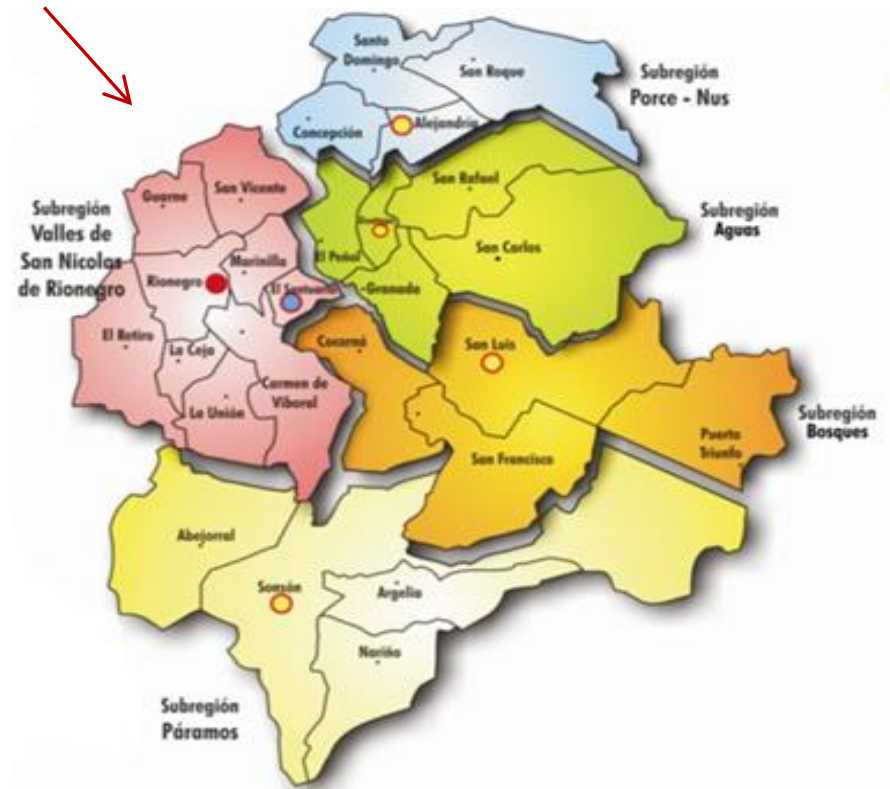 Santo
Domingo
San Roque
Subregión
Porce - Nus
Concepción
Alejandría
San Vicente
Guarne
San Rafael
Subregión
Aguas
Subregión
Valles de
San Nicolas
de Rionegro
Marinilla
El Peñol
San Carlos
Rionegro
El Santuario
-Granada
El Retiro
La Ceja
Cocorná
San Luis
Carmen de
Viboral
La Unión
Subregión
Bosques
Puerto
Triunfo
San Francisco
Abejorral
Sonsón
Argelia
Nariño
Subregión
Páramos